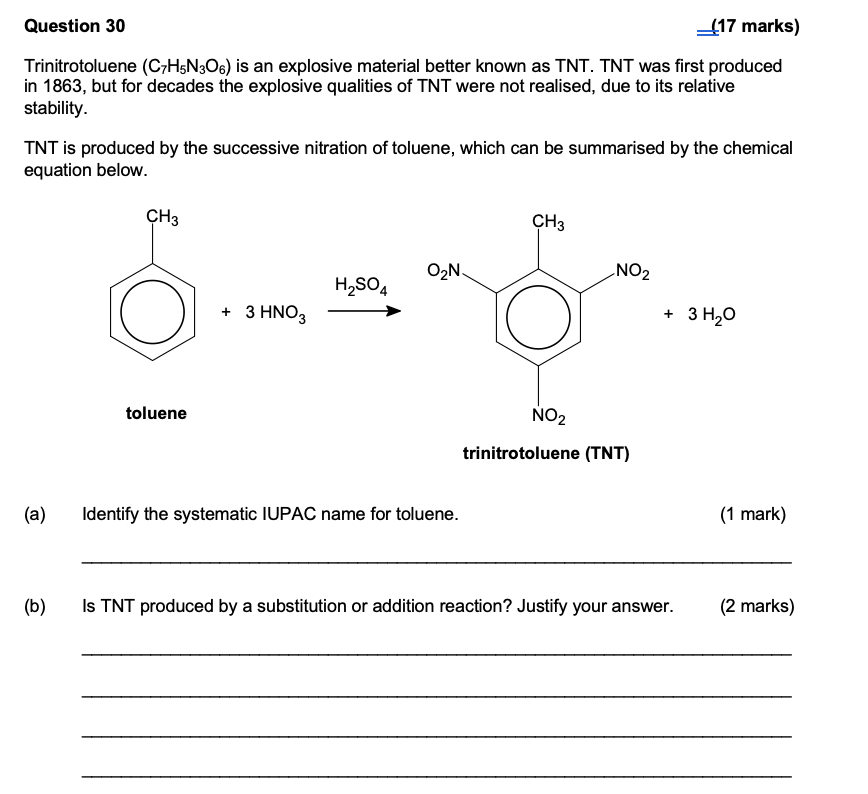 Question 30 (17 marks)
Trinitrotoluene (C₇H₅N₃O₆) is an explosive material better known as TNT. TNT was first produced
in 1863, but for decades the explosive qualities of TNT were not realised, due to its relative
stability.
TNT is produced by the successive nitration of toluene, which can be summarised by the chemical
equation below.
CH₃
+ 3 HNO₃
H₂SO₄
CH₃
O₂N
NO₂
NO₂
+ 3 H₂O
toluene
trinitrotoluene (TNT)
(a) Identify the systematic IUPAC name for toluene. (1 mark)
(b) Is TNT produced by a substitution or addition reaction? Justify your answer. (2 marks)